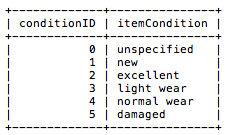 +-------------+---------------+
| conditionID | itemCondition |
+-------------+---------------+
|           0 | unspecified   |
|           1 | new           |
|           2 | excellent     |
|           3 | light wear    |
|           4 | normal wear   |
|           5 | damaged       |
+-------------+---------------+